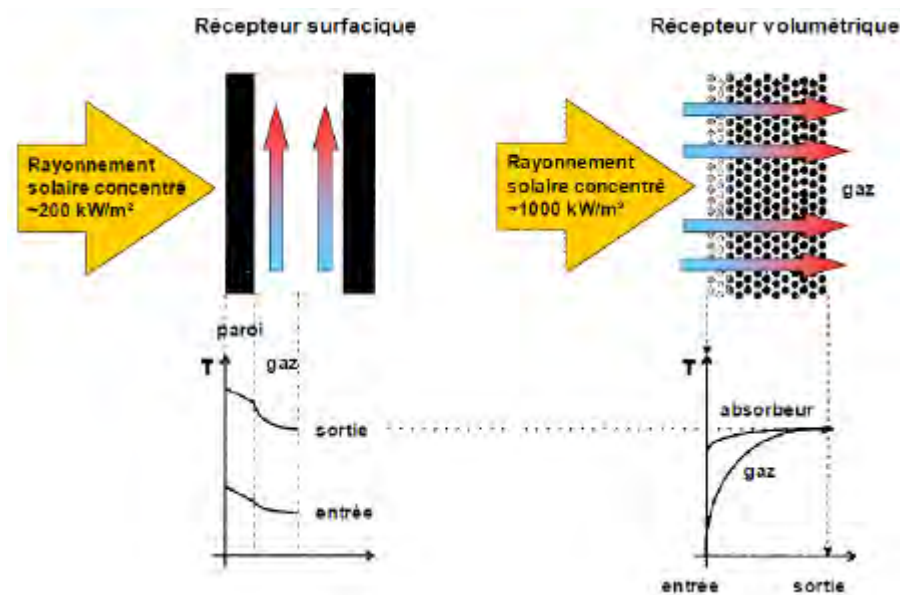 Récepteur surfacique
Rayonnement
solaire concentré
~200 kW/m²
paroi
gaz
T
sortie
entrée
Récepteur volumétrique
Rayonnement
solaire concentré
~1000 kW/m²
gaz
T
absorbeur
gaz
entrée
sortie